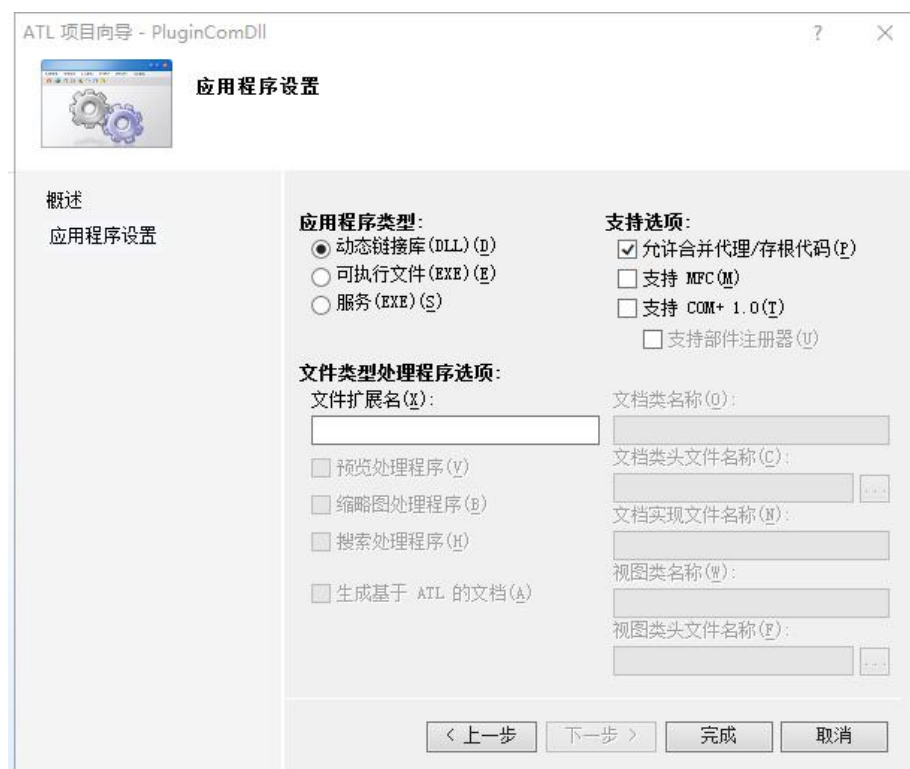 ATL 项目向导 - PluginComDll
应用程序设置
概述
应用程序设置
应用程序类型:
动态链接库(DLL)(D)
可执行文件(EXE)(E)
服务(EXE)(S)
支持选项:
允许合并代理/存根代码(P)
支持 MFC(M)
支持 COM+ 1.0(T)
支持部件注册器(U)
文件类型处理程序选项:
文件扩展名(X):
预览处理程序(V)
缩略图处理程序(B)
搜索处理程序(H)
生成基于 ATL 的文档(A)
文档类名称(O):
文档类头文件名称(C):
...
文档实现文件名称(N):
视图类名称(W):
视图类头文件名称(F):
...
< 上一步
下一步 >
完成
取消